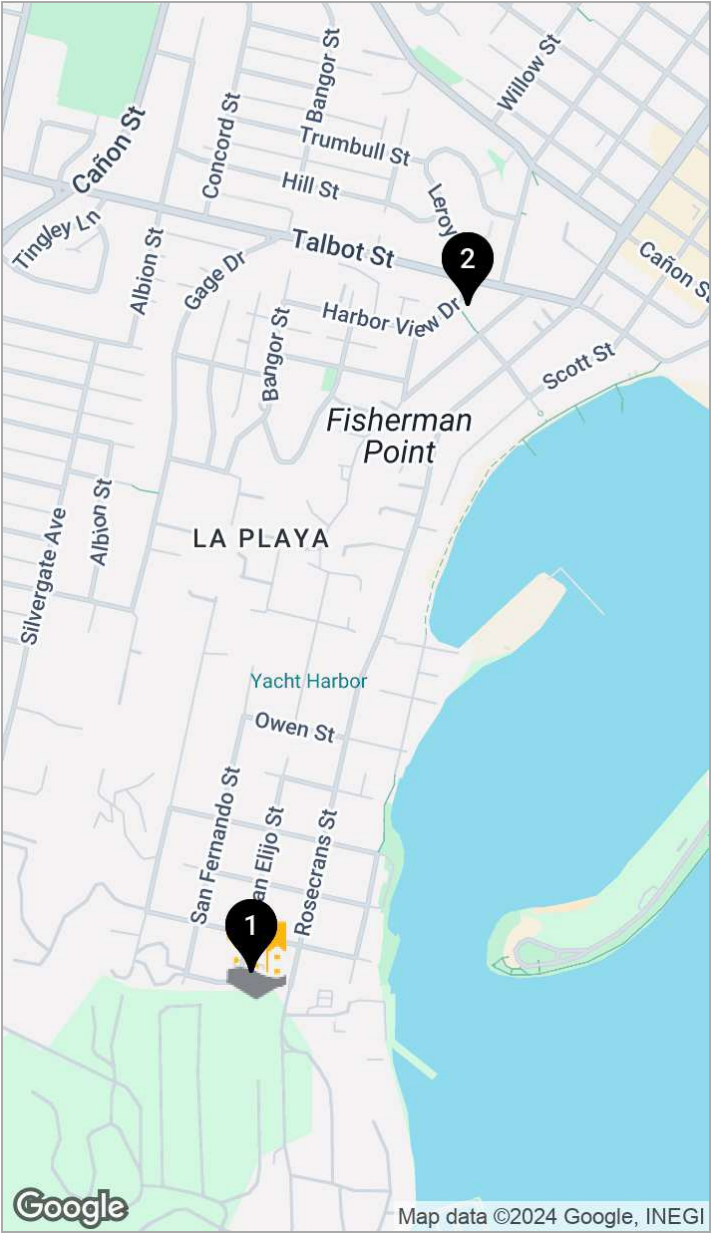 Willow St
Bangor St
Cañon St
Concord St
Trumbull St
Hill St
Leroy
Tingley Ln
Albion St
Talbot St
Gage Dr
2
Cañon St
Harbor View Dr
Bangor St
Scott St
Fisherman
Point
Albion St
LA PLAYA
Silvergate Ave
Yacht Harbor
Owen St
San Fernando St
an Elijo St
Rosecrans St
1
Google
Map data ©2024 Google, INEGI